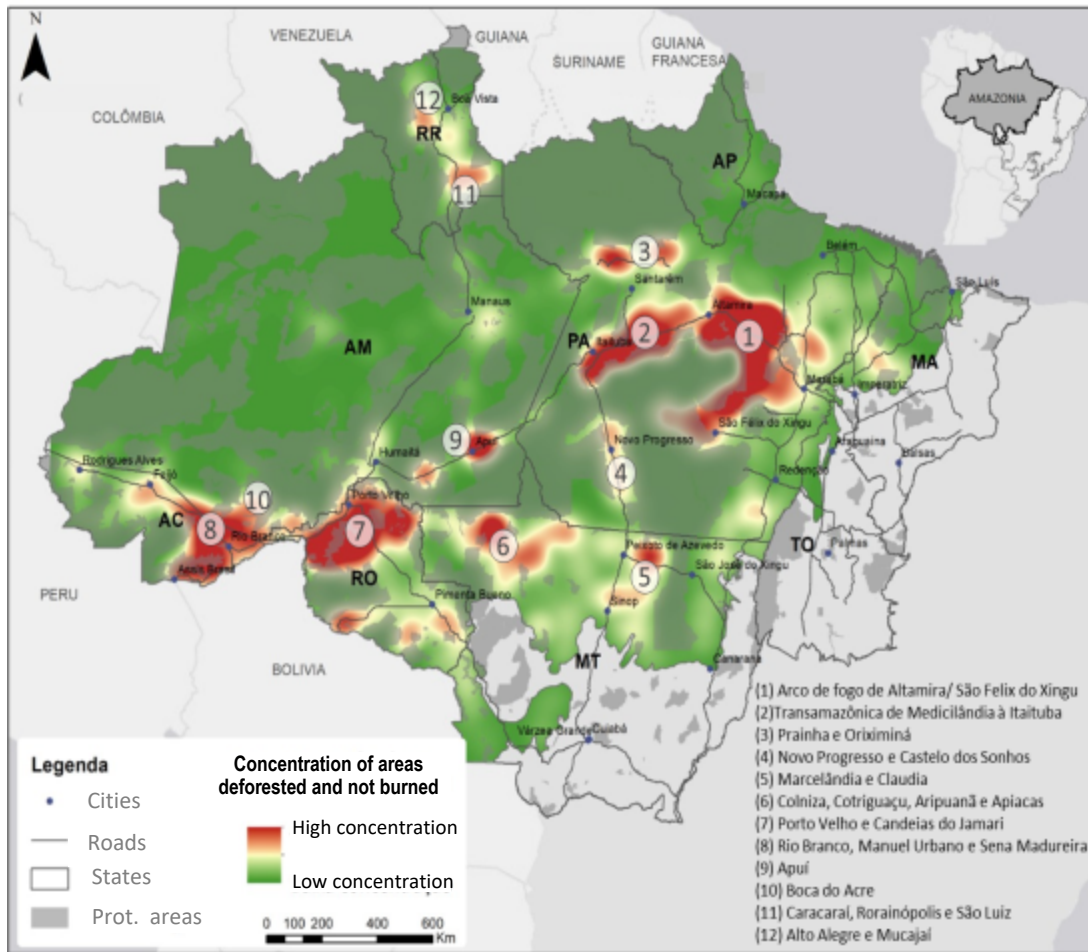 N
VENEZUELA
GUIANA
SURINAME
GUIANA
FRANCESA
COLÔMBIA
AMAZONIA
12
Boa Vista
RR
11
AP
Macapá
3
Santarém
Belém
São Luís
Manaus
Altamira
AM
PA
Itaituba
2
1
MA
Marabá
Imperatriz
São Félix do Xingu
9
Apuí
Novo Progresso
Araguaína
Balsas
Humaitá
4
Redenção
Rodrigues Alves
Feijó
10
Porto Velho
AC
8
Rio Branco
7
6
TO
Palmas
Peixoto de Azevedo
São José do Xingu
Assis Brasil
RO
5
PERU
Pimenta Bueno
Sinop
BOLIVIA
MT
Canarana
Várzea Grande
Cuiabá
(1) Arco de fogo de Altamira/ São Felix do Xingu
(2)Transamazônica de Medicilândia à Itaituba
(3) Prainha e Oriximiná
(4) Novo Progresso e Castelo dos Sonhos
(5) Marcelândia e Claudia
(6) Colniza, Cotriguaçu, Aripuanã e Apiacas
(7) Porto Velho e Candeias do Jamari
(8) Rio Branco, Manuel Urbano e Sena Madureira
(9) Apuí
(10) Boca do Acre
(11) Caracaraí, Rorainópolis e São Luiz
(12) Alto Alegre e Mucajaí
Legenda
Cities
Roads
States
Prot. areas
Concentration of areas
deforested and not burned
High concentration
Low concentration
0 100 200 400 600
Km